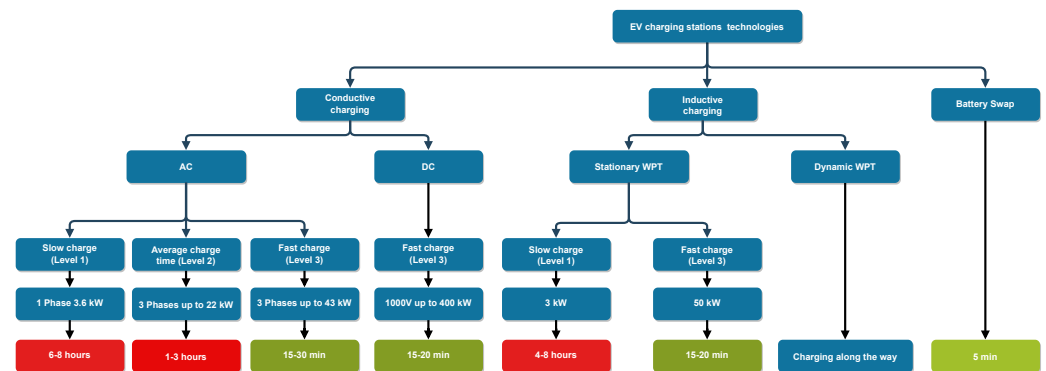 EV charging stations technologies
Conductive
charging
Inductive
charging
Battery Swap
AC
DC
Stationary WPT
Dynamic WPT
Slow charge
(Level 1)
Average charge
time (Level 2)
Fast charge
(Level 3)
Fast charge
(Level 3)
Slow charge
(Level 1)
Fast charge
(Level 3)
1 Phase 3.6 kW
3 Phases up to 22 kW
3 Phases up to 43 kW
1000V up to 400 kW
3 kW
50 kW
6-8 hours
1-3 hours
15-30 min
15-20 min
4-8 hours
15-20 min
Charging along the way
5 min